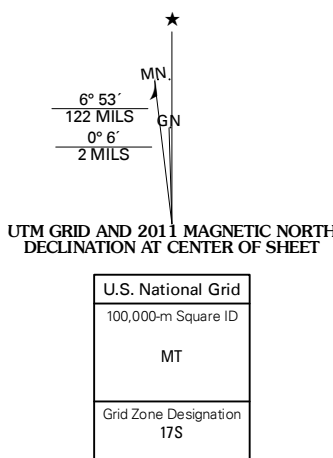 ★
MN.
GN
6° 53´
122 MILS
0° 6´
2 MILS
UTM GRID AND 2011 MAGNETIC NORTH
DECLINATION AT CENTER OF SHEET
U.S. National Grid
100,000-m Square ID
MT
Grid Zone Designation
17S